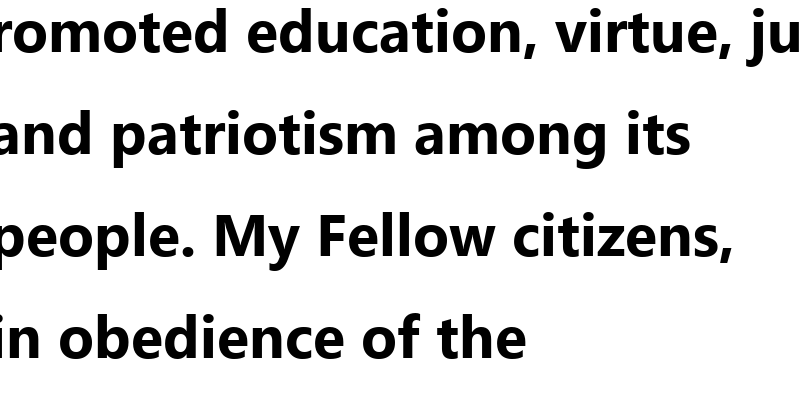 romoted education, virtue, ju
and patriotism among its
people. My Fellow citizens,
in obedience of the